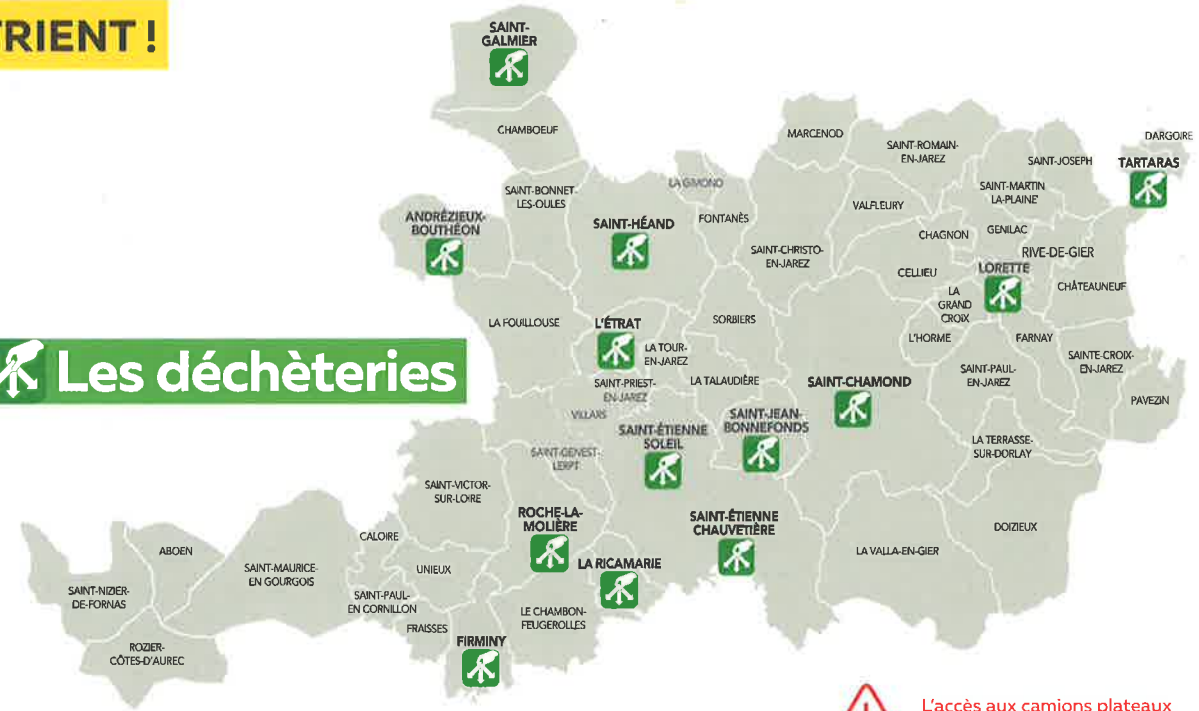 TRIENT !
SAINT-
GALMIER
CHAMBOEUF
MARCENOD
SAINT-ROMAIN-
EN-JAREZ
SAINT-JOSEPH
DARGOIRE
TARTARAS
LA GIMOND
SAINT-BONNET-
LES-OULES
SAINT-MARTIN
LA-PLAINE
ANDRÉZIEUX-
BOUTHÉON
SAINT-HÉAND
FONTANÈS
VALFLEURY
CHAGNON
GENILAC
RIVE-DE-GIER
SAINT-CHRISTO-
EN-JAREZ
CELLIEU
LORETTE
CHÂTEAUNEUF
LA
GRAND
CROIX
LA FOUILLOUSE
L'ÉTRAT
SORBIERS
L'HORME
FARNAY
LA TOUR-
EN-JAREZ
SAINTE-CROIX-
EN-JAREZ
Les déchèteries
SAINT-PRIEST-
EN-JAREZ
LA TALAUDIÈRE
SAINT-CHAMOND
SAINT-PAUL-
EN-JAREZ
PAVEZIN
VILLARS
SAINT-ÉTIENNE
SOLEIL
SAINT-JEAN-
BONNEFONDS
LA TERRASSE-
SUR-DORLAY
SAINT-GENEST-
LERPT
SAINT-VICTOR-
SUR-LOIRE
ROCHE-LA-
MOLIÈRE
SAINT-ÉTIENNE
CHAUVETIÈRE
DOIZIEUX
CALOIRE
ABOEN
LA VALLA-EN-GIER
SAINT-MAURICE-
EN GOURGOIS
UNIEUX
LA RICAMARIE
SAINT-NIZIER-
DE-FORNAS
SAINT-PAUL-
EN CORNILLON
LE CHAMBON-
FEUGEROLLES
FRAISSES
FIRMINY
ROZIER-
CÔTES-D'AUREC
L'accès aux camions plateaux